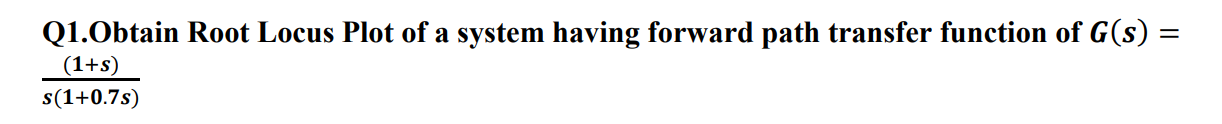 Q1.Obtain Root Locus Plot of a system having forward path transfer function of G(s) =
(1+s)
s(1+0.7s)